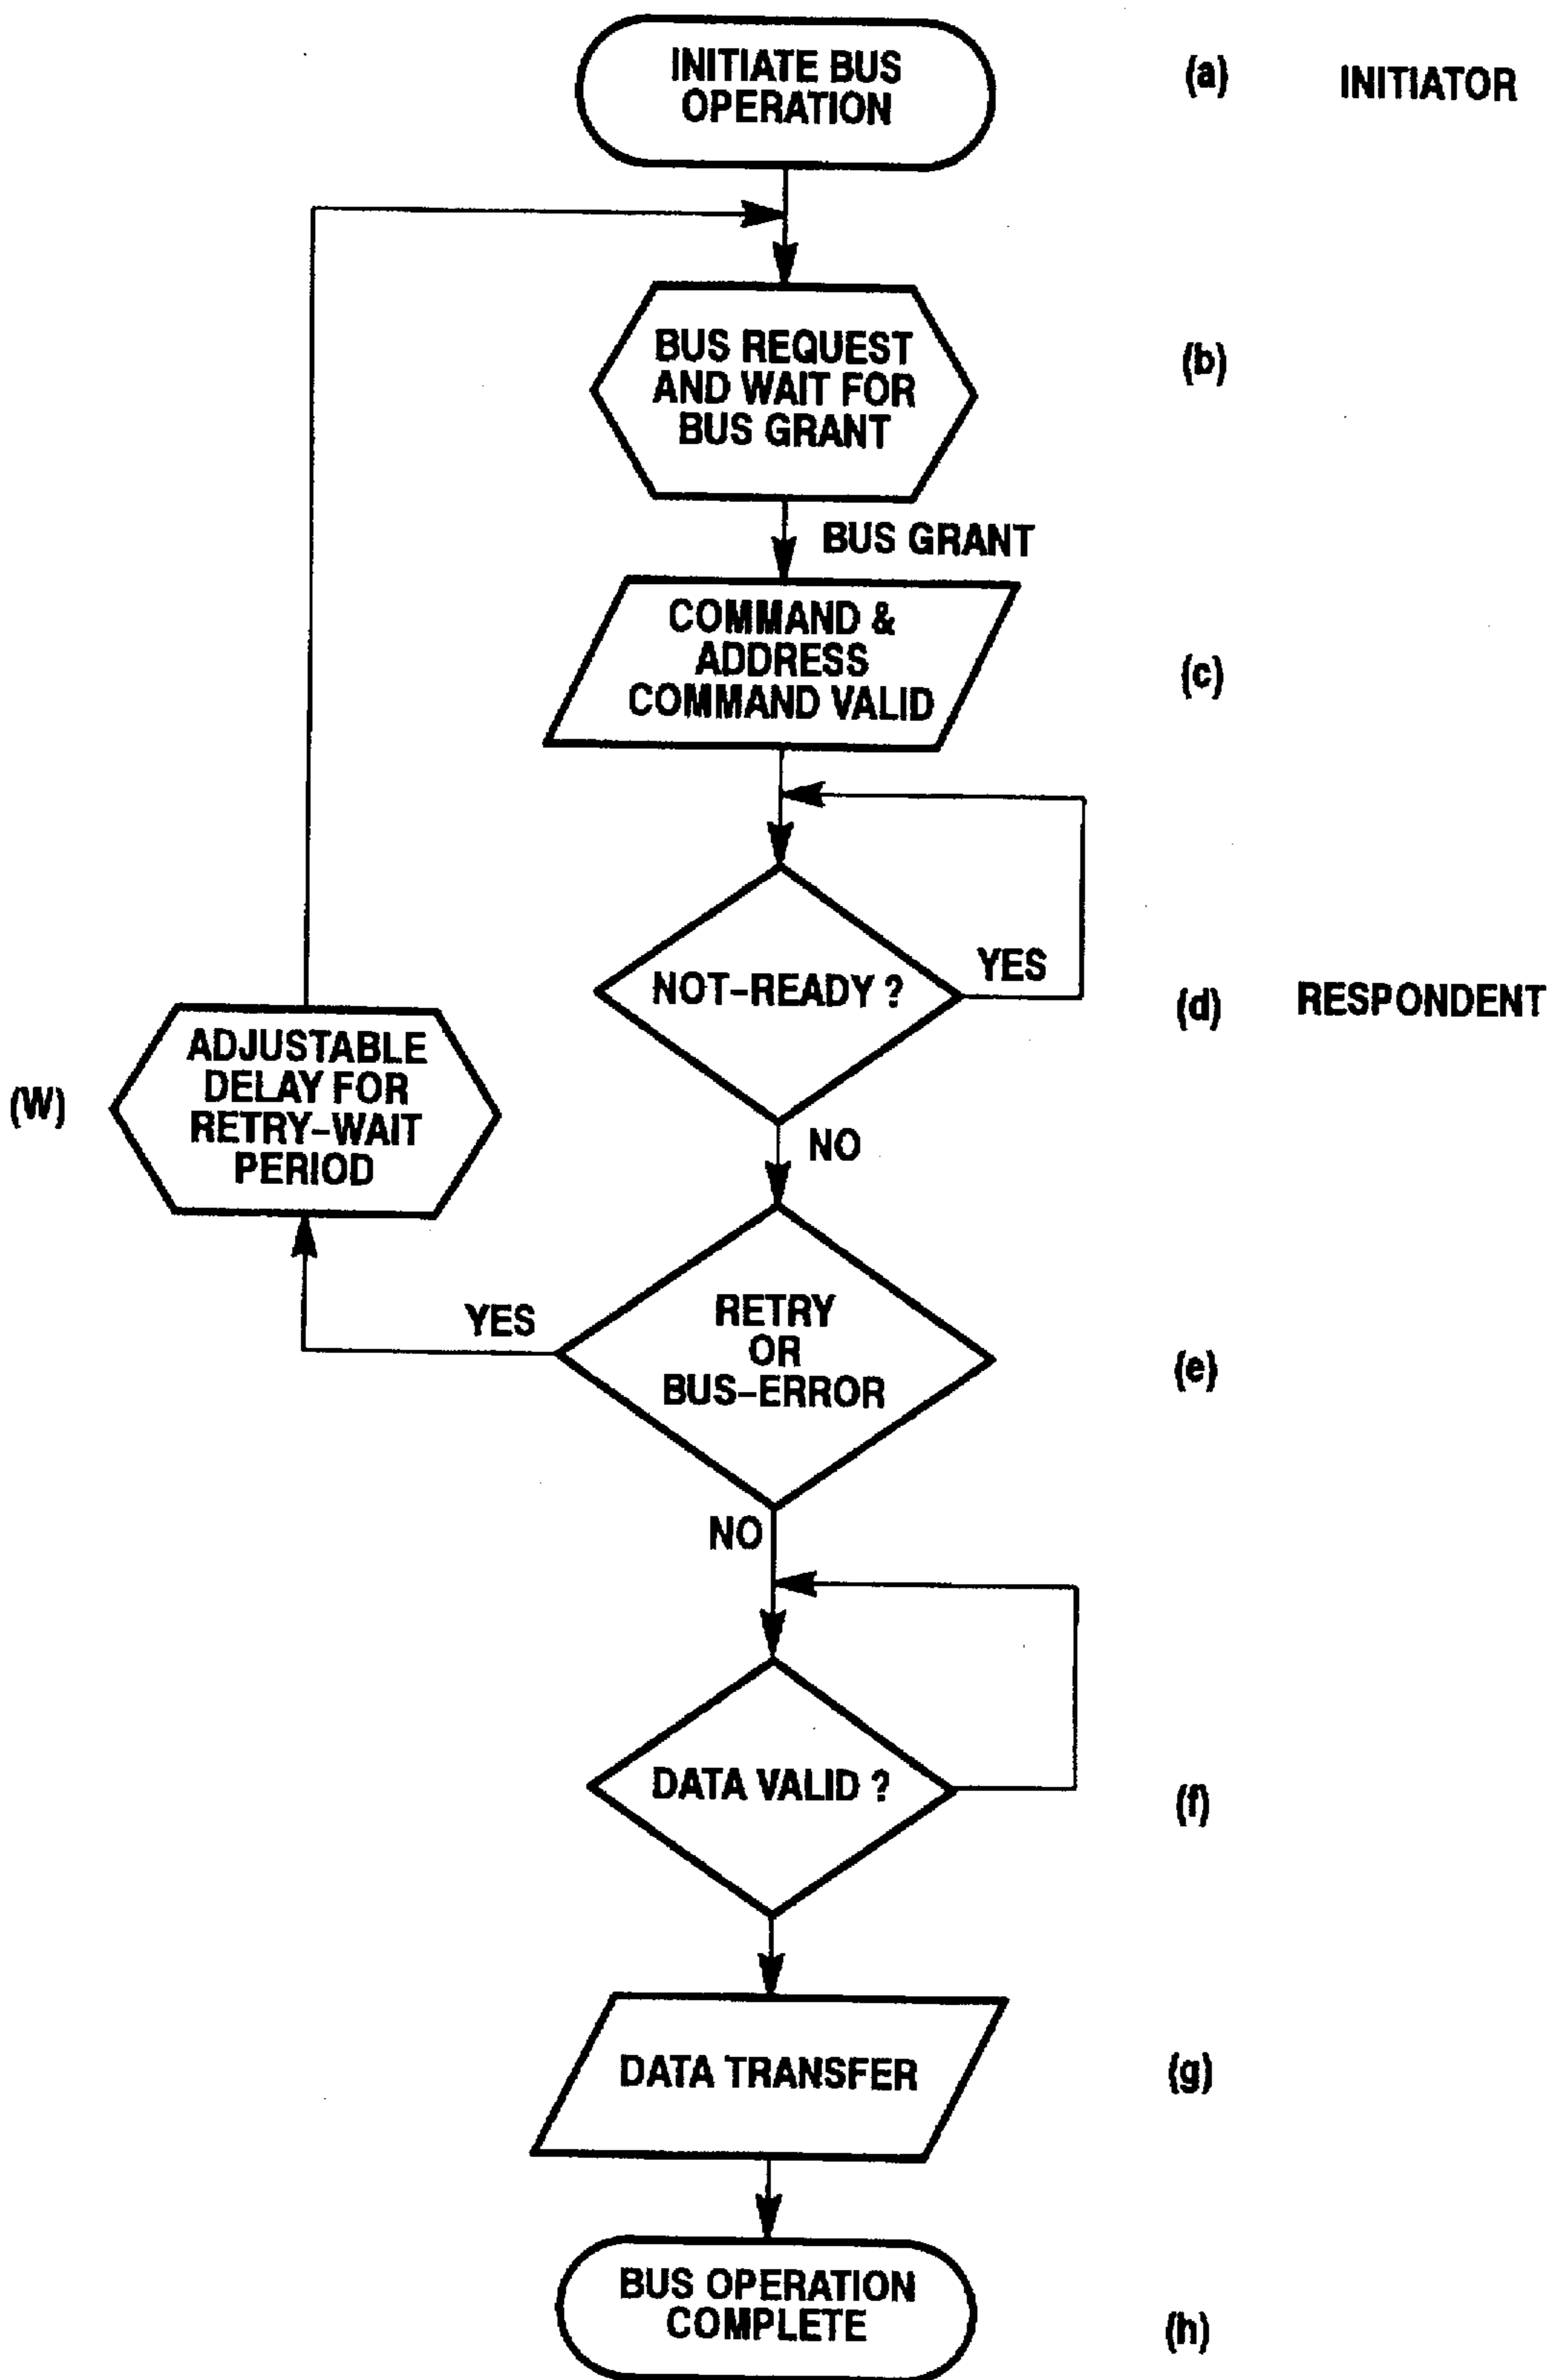 INITIATE BUS
OPERATION
(a)
INITIATOR
BUS REQUEST
AND WAIT FOR
BUS GRANT
(b)
BUS GRANT
COMMAND &
ADDRESS
COMMAND VALID
(c)
NOT–READY ?
YES
(d)
RESPONDENT
ADJUSTABLE
DELAY FOR
RETRY–WAIT
PERIOD
(W)
NO
YES
RETRY
OR
BUS–ERROR
(e)
NO
DATA VALID ?
(f)
DATA TRANSFER
(g)
BUS OPERATION
COMPLETE
(h)